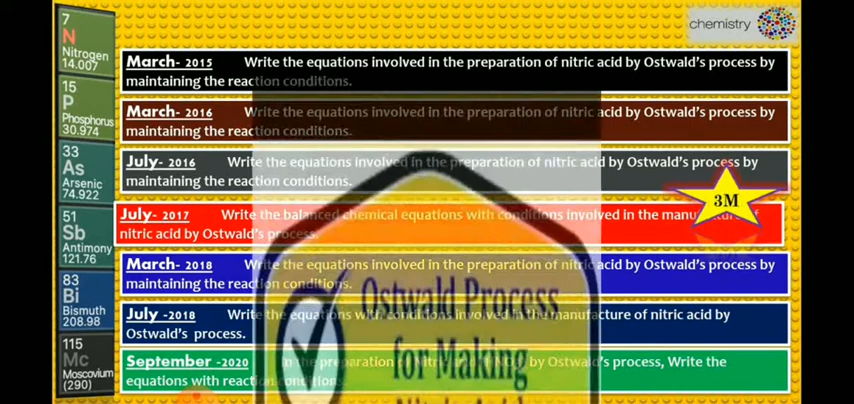 7
N
Nitrogen
14.007
15
P
Phosphorus
30.974
33
As
Arsenic
74.922
51
Sb
Antimony
121.76
83
Bi
Bismuth
208.98
115
Mc
Moscovium
(290)
chemistry
March- 2015 Write the equations involved in the preparation of nitric acid by Ostwald's process by
maintaining the reaction conditions.
March- 2016 Write the equations involved in the preparation of nitric acid by Ostwald's process by
maintaining the reaction conditions.
July- 2016 Write the equations involved in the preparation of nitric acid by Ostwald's process by
maintaining the reaction conditions.
3M
July- 2017 Write the balanced chemical equations with conditions involved in the manufacture of
nitric acid by Ostwald's process.
March- 2018 Write the equations involved in the preparation of nitric acid by Ostwald's process by
maintaining the reaction conditions.
July -2018 Write the equations with conditions involved in the manufacture of nitric acid by
Ostwald's process.
September -2020 In the preparation of Nitric by Ostwald's process, Write the
equations with reaction conditions.
Ostwald Process
for Making